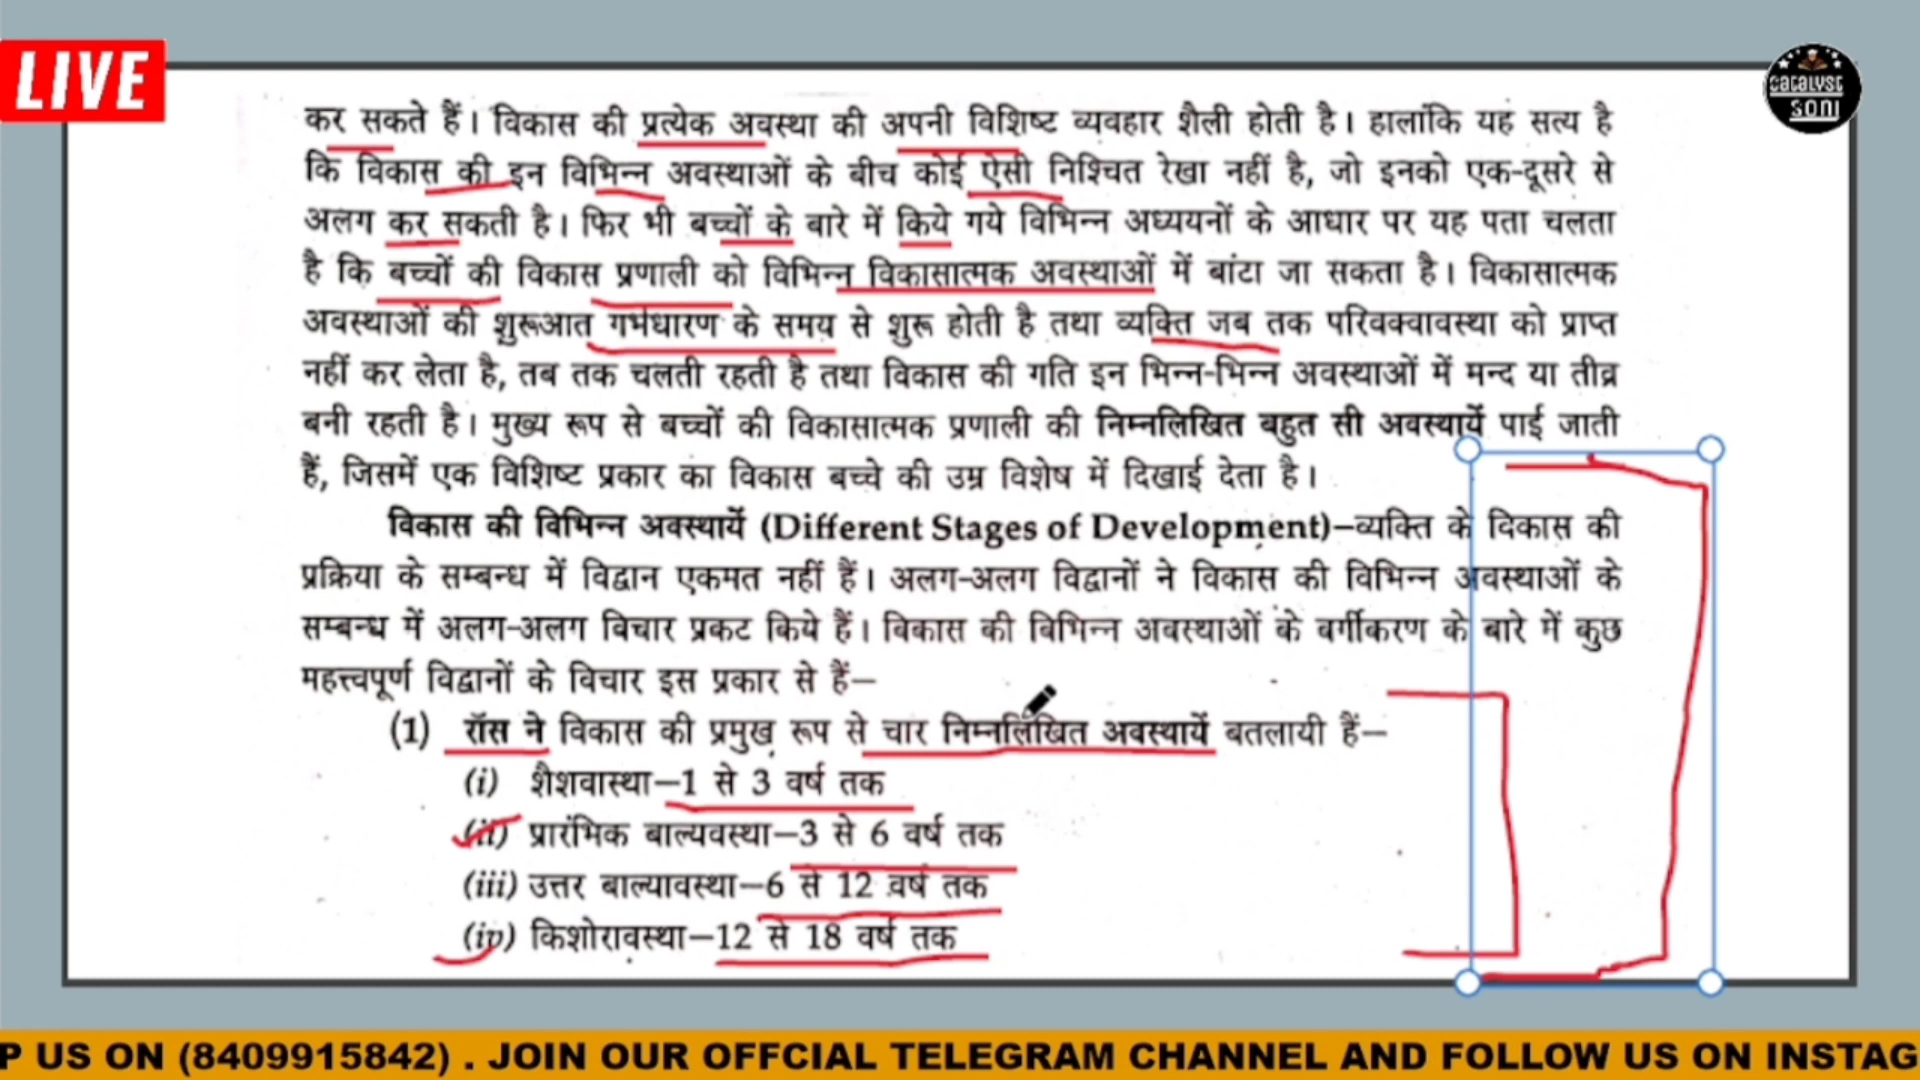 LIVE
catalyst
SONI
कर सकते हैं। विकास की प्रत्येक अवस्था की अपनी विशिष्ट व्यवहार शैली होती है। हालांकि यह सत्य है
कि विकास की इन विभिन्न अवस्थाओं के बीच कोई ऐसी निश्चित रेखा नहीं है, जो इनको एक-दूसरे से
अलग कर सकती है। फिर भी बच्चों के बारे में किये गये विभिन्न अध्ययनों के आधार पर यह पता चलता
है कि बच्चों की विकास प्रणाली को विभिन्न विकासात्मक अवस्थाओं में बांटा जा सकता है। विकासात्मक
अवस्थाओं की शुरूआत गर्भधारण के समय से शुरू होती है तथा व्यक्ति जब तक परिवक्वावस्था को प्राप्त
नहीं कर लेता है, तब तक चलती रहती है तथा विकास की गति इन भिन्न-भिन्न अवस्थाओं में मन्द या तीव्र
बनी रहती है। मुख्य रूप से बच्चों की विकासात्मक प्रणाली की निम्नलिखित बहुत सी अवस्थायें पाई जाती
हैं, जिसमें एक विशिष्ट प्रकार का विकास बच्चे की उम्र विशेष में दिखाई देता है।
विकास की विभिन्न अवस्थायें (Different Stages of Development)–व्यक्ति के विकास की
प्रक्रिया के सम्बन्ध में विद्वान एकमत नहीं हैं। अलग-अलग विद्वानों ने विकास की विभिन्न अवस्थाओं के
सम्बन्ध में अलग-अलग विचार प्रकट किये हैं। विकास की विभिन्न अवस्थाओं के वर्गीकरण के बारे में कुछ
महत्त्वपूर्ण विद्वानों के विचार इस प्रकार से हैं–
(1) रॉस ने विकास की प्रमुख रूप से चार निम्नलिखित अवस्थायें बतलायी हैं–
(i) शैशवास्था–1 से 3 वर्ष तक
(ii) प्रारंभिक बाल्यवस्था–3 से 6 वर्ष तक
(iii) उत्तर बाल्यावस्था–6 से 12 वर्ष तक
(iv) किशोरावस्था–12 से 18 वर्ष तक
P US ON (8409915842) . JOIN OUR OFFCIAL TELEGRAM CHANNEL AND FOLLOW US ON INSTAG